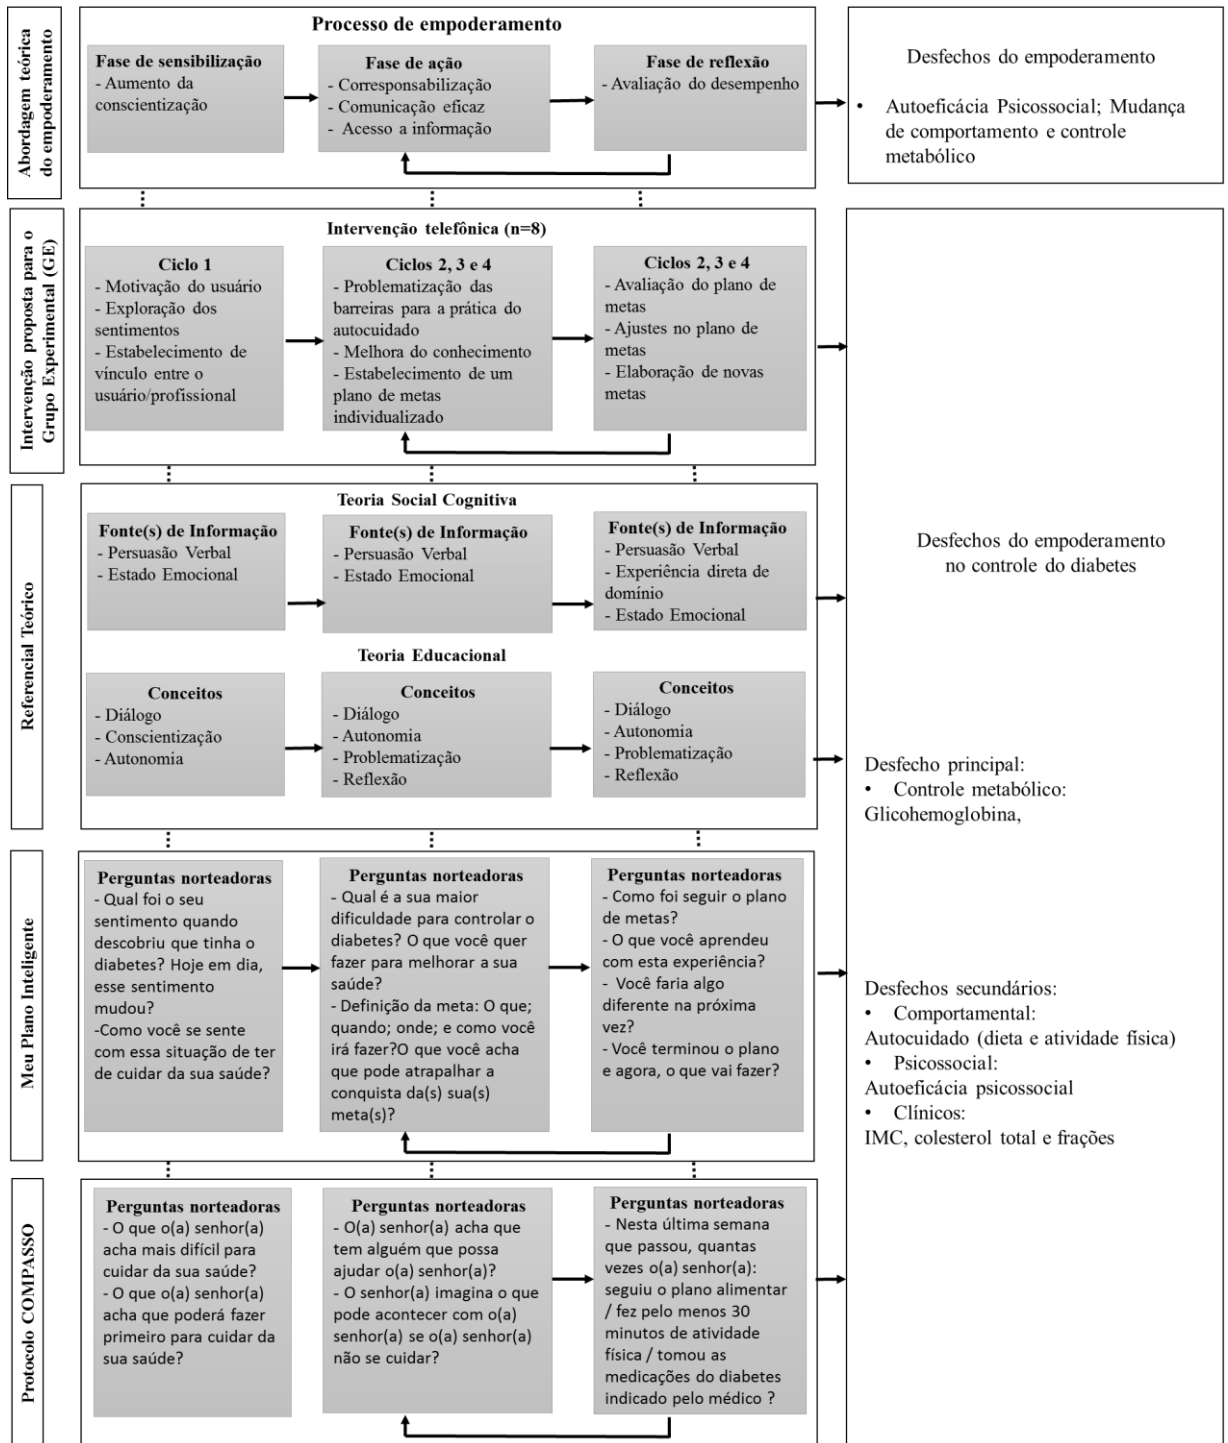 Abordagem teórica
do empoderamento
Processo de empoderamento
Fase de sensibilização
- Aumento da
conscientização
Fase de ação
- Corresponsabilização
- Comunicação eficaz
- Acesso a informação
Fase de reflexão
- Avaliação do desempenho
Desfechos do empoderamento
• Autoeficácia Psicossocial; Mudança
de comportamento e controle
metabólico
Intervenção proposta para o
Grupo Experimental (GE)
Intervenção telefônica (n=8)
Ciclo 1
- Motivação do usuário
- Exploração dos
sentimentos
- Estabelecimento de
vínculo entre o
usuário/profissional
Ciclos 2, 3 e 4
- Problematização das
barreiras para a prática do
autocuidado
- Melhora do conhecimento
- Estabelecimento de um
plano de metas
individualizado
Ciclos 2, 3 e 4
- Avaliação do plano de
metas
- Ajustes no plano de
metas
- Elaboração de novas
metas
Referencial Teórico
Teoria Social Cognitiva
Fonte(s) de Informação
- Persuasão Verbal
- Estado Emocional
Fonte(s) de Informação
- Persuasão Verbal
- Estado Emocional
Fonte(s) de Informação
- Persuasão Verbal
- Experiência direta de
domínio
- Estado Emocional
Teoria Educacional
Conceitos
- Diálogo
- Conscientização
- Autonomia
Conceitos
- Diálogo
- Autonomia
- Problematização
- Reflexão
Conceitos
- Diálogo
- Autonomia
- Problematização
- Reflexão
Meu Plano Inteligente
Perguntas norteadoras
- Qual foi o seu
sentimento quando
descobriu que tinha o
diabetes? Hoje em dia,
esse sentimento
mudou?
-Como você se sente
com essa situação de ter
de cuidar da sua saúde?
Perguntas norteadoras
- Qual é a sua maior
dificuldade para controlar o
diabetes? O que você quer
fazer para melhorar a sua
saúde?
- Definição da meta: O que;
quando; onde; e como você
irá fazer?O que você acha
que pode atrapalhar a
conquista da(s) sua(s)
meta(s)?
Perguntas norteadoras
- Como foi seguir o plano
de metas?
- O que você aprendeu
com esta experiência?
- Você faria algo
diferente na próxima
vez?
- Você terminou o plano
e agora, o que vai fazer?
Protocolo COMPASSO
Perguntas norteadoras
- O que o(a) senhor(a)
acha mais difícil para
cuidar da sua saúde?
- O que o(a) senhor(a)
acha que poderá fazer
primeiro para cuidar da
sua saúde?
Perguntas norteadoras
- O(a) senhor(a) acha que
tem alguém que possa
ajudar o(a) senhor(a)?
- O senhor(a) imagina o que
pode acontecer com o(a)
senhor(a) se o(a) senhor(a)
não se cuidar?
Perguntas norteadoras
- Nesta última semana
que passou, quantas
vezes o(a) senhor(a):
seguiu o plano alimentar
/ fez pelo menos 30
minutos de atividade
física / tomou as
medicações do diabetes
indicado pelo médico ?
Desfechos do empoderamento
no controle do diabetes
Desfecho principal:
• Controle metabólico:
Glicohemoglobina,
Desfechos secundários:
• Comportamental:
Autocuidado (dieta e atividade física)
• Psicossocial:
Autoeficácia psicossocial
• Clínicos:
IMC, colesterol total e frações